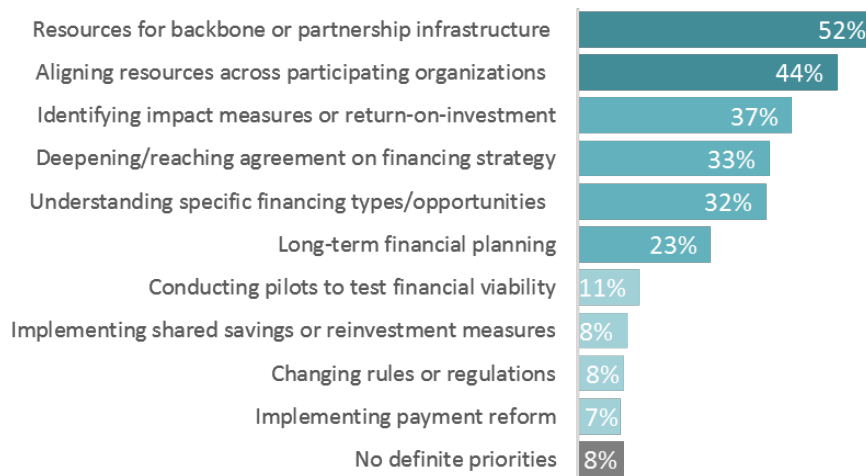 Resources for backbone or partnership infrastructure 52%
Aligning resources across participating organizations 44%
Identifying impact measures or return-on-investment 37%
Deepening/reaching agreement on financing strategy 33%
Understanding specific financing types/opportunities 32%
Long-term financial planning 23%
Conducting pilots to test financial viability 11%
Implementing shared savings or reinvestment measures 8%
Changing rules or regulations 8%
Implementing payment reform 7%
No definite priorities 8%